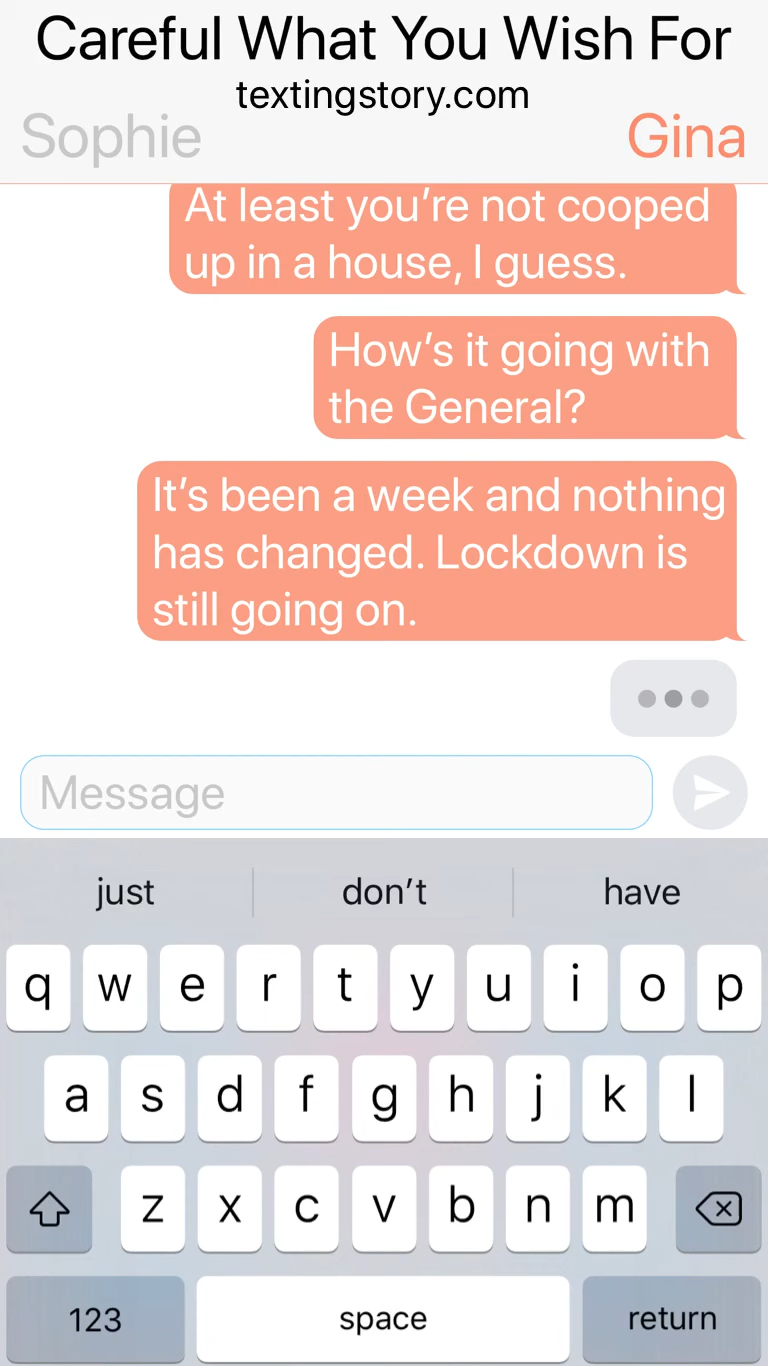 Careful What You Wish For
textingstory.com
Sophie
Gina
At least you’re not cooped
up in a house, I guess.
How’s it going with
the General?
It’s been a week and nothing
has changed. Lockdown is
still going on.
Message
just don’t have
q w e r t y u i o p
a s d f g h j k l
z x c v b n m
123 space return